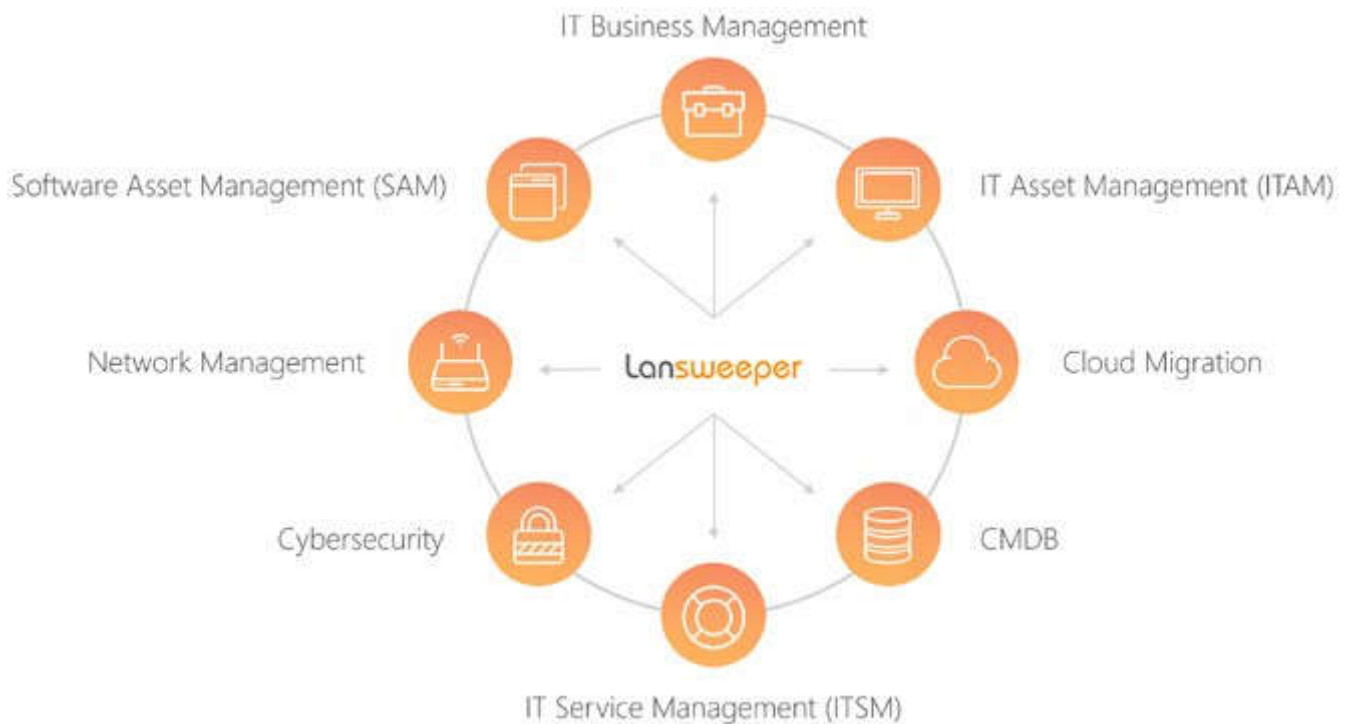 IT Business Management
Software Asset Management (SAM)
IT Asset Management (ITAM)
Network Management
Lansweeper
Cloud Migration
Cybersecurity
CMDB
IT Service Management (ITSM)